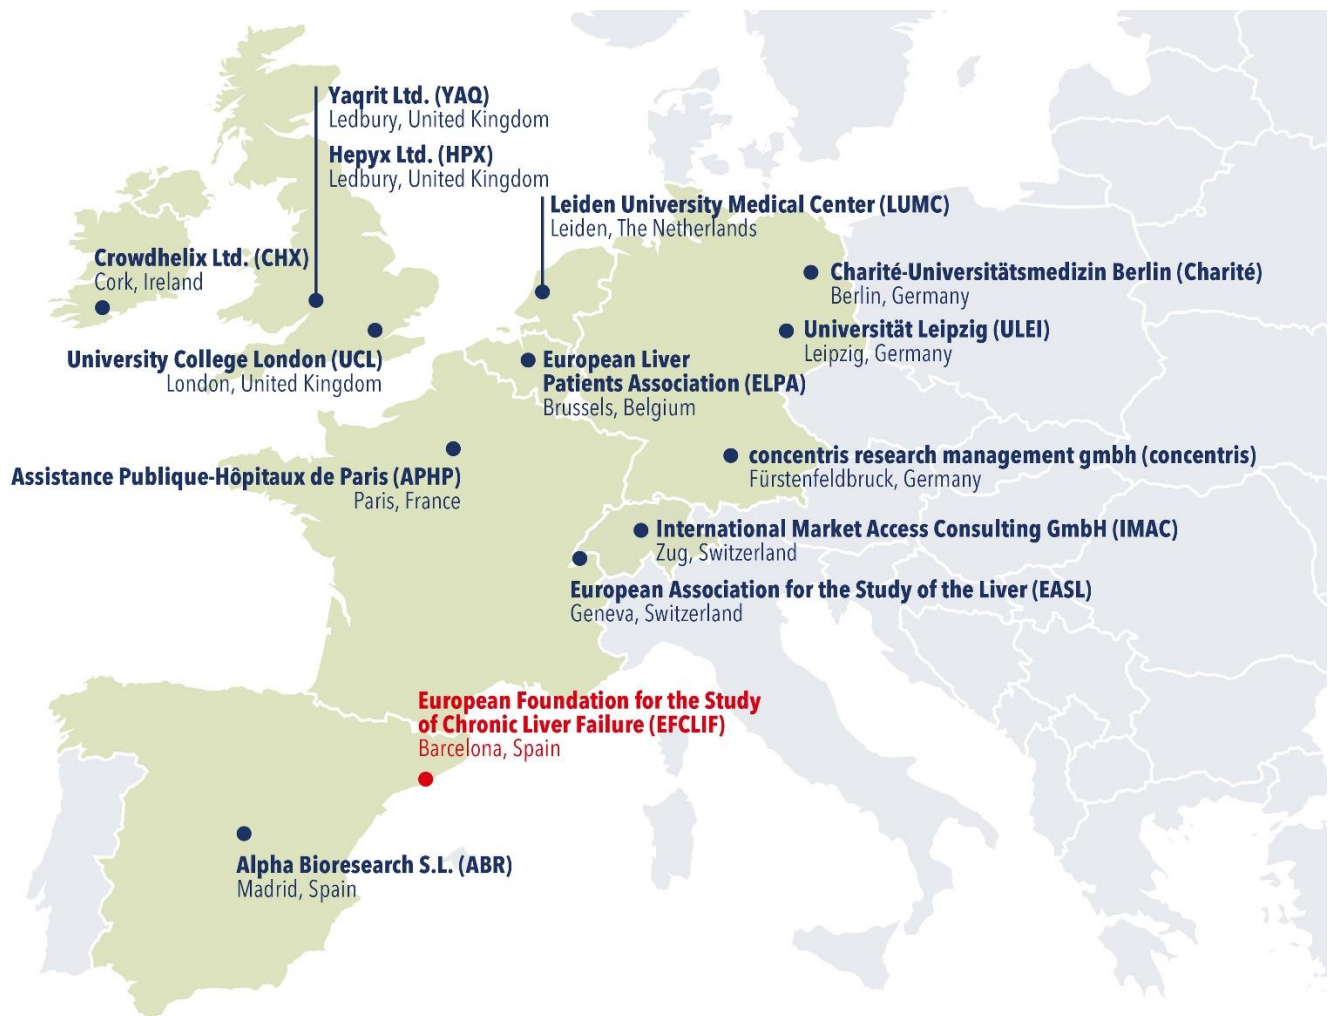 Yaqrit Ltd. (YAQ)
Ledbury, United Kingdom
Hepyx Ltd. (HPX)
Ledbury, United Kingdom
Leiden University Medical Center (LUMC)
Leiden, The Netherlands
Crowdhelix Ltd. (CHX)
Cork, Ireland
Charité-Universitätsmedizin Berlin (Charité)
Berlin, Germany
Universität Leipzig (ULEI)
Leipzig, Germany
University College London (UCL)
London, United Kingdom
European Liver
Patients Association (ELPA)
Brussels, Belgium
concentris research management gmbh (concentris)
Fürstenfeldbruck, Germany
Assistance Publique-Hôpitaux de Paris (APHP)
Paris, France
International Market Access Consulting GmbH (IMAC)
Zug, Switzerland
European Association for the Study of the Liver (EASL)
Geneva, Switzerland
European Foundation for the Study
of Chronic Liver Failure (EFCLIF)
Barcelona, Spain
Alpha Bioresearch S.L. (ABR)
Madrid, Spain